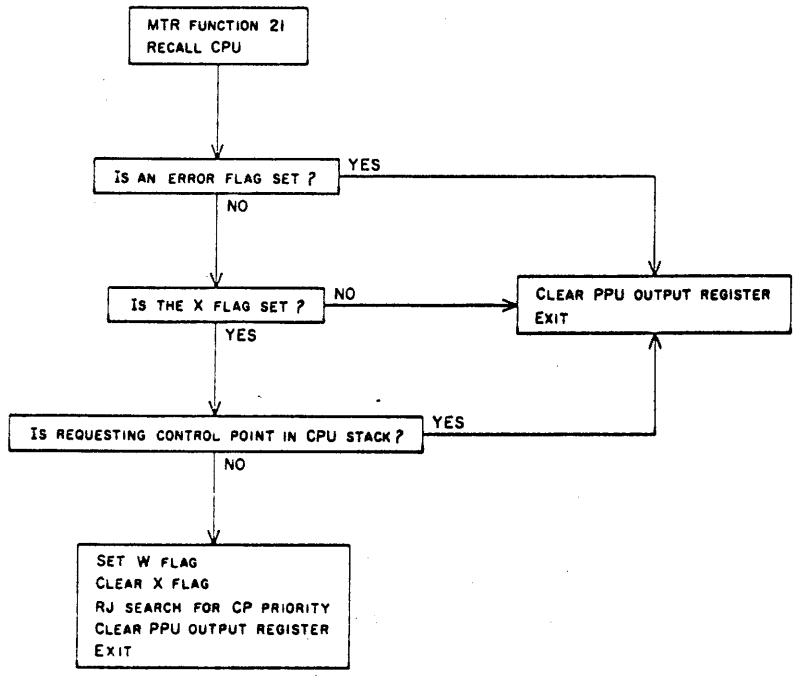 MTR FUNCTION 21
RECALL CPU
IS AN ERROR FLAG SET ?
YES
NO
IS THE X FLAG SET ?
NO
YES
CLEAR PPU OUTPUT REGISTER
EXIT
IS REQUESTING CONTROL POINT IN CPU STACK?
YES
NO
SET W FLAG
CLEAR X FLAG
RJ SEARCH FOR CP PRIORITY
CLEAR PPU OUTPUT REGISTER
EXIT